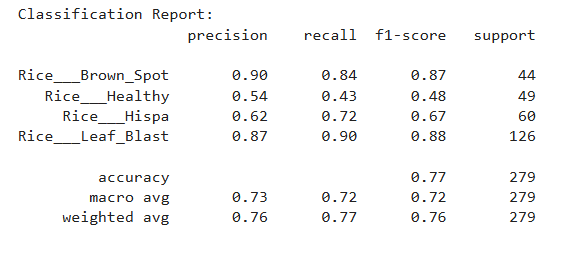 Classification Report:
precision recall f1-score support
Rice___Brown_Spot 0.90 0.84 0.87 44
Rice___Healthy 0.54 0.43 0.48 49
Rice___Hispa 0.62 0.72 0.67 60
Rice___Leaf_Blast 0.87 0.90 0.88 126
accuracy 0.77 279
macro avg 0.73 0.72 0.72 279
weighted avg 0.76 0.77 0.76 279